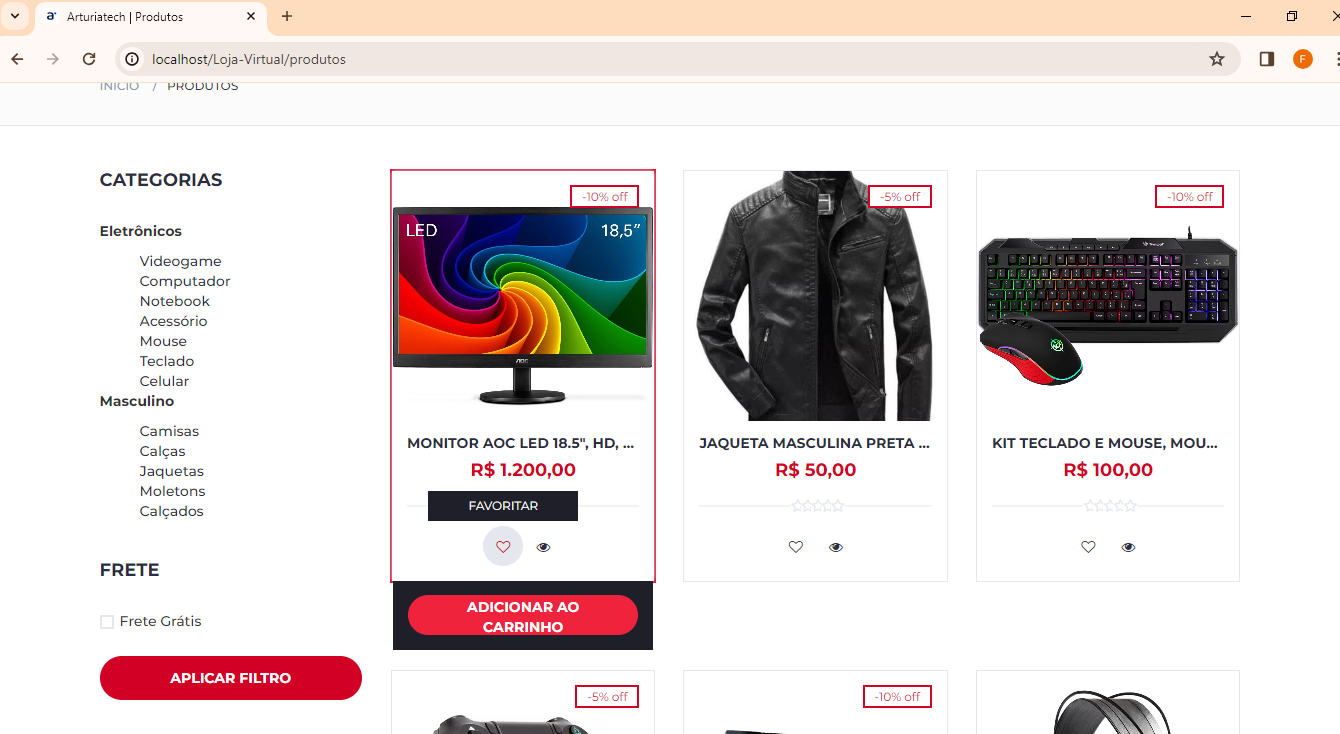 Arturiatech | Produtos
localhost/Loja-Virtual/produtos
F
INÍCIO / PRODUTOS
CATEGORIAS
Eletrônicos
Videogame
Computador
Notebook
Acessório
Mouse
Teclado
Celular
Masculino
Camisas
Calças
Jaquetas
Moletons
Calçados
FRETE
Frete Grátis
APLICAR FILTRO
-10% off
LED 18,5”
AOC
MONITOR AOC LED 18.5", HD, ...
R$ 1.200,00
FAVORITAR
ADICIONAR AO
CARRINHO
-5% off
JAQUETA MASCULINA PRETA ...
R$ 50,00
-10% off
KIT TECLADO E MOUSE, MOU...
R$ 100,00
-5% off
-10% off